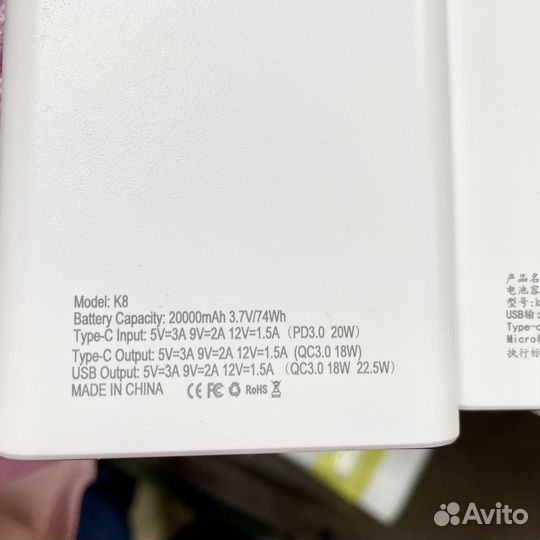 Model: K8
Battery Capacity: 20000mAh 3.7V/74Wh
Type-C Input: 5V=3A 9V=2A 12V=1.5A（PD3.0 20W）
Type-C Output: 5V=3A 9V=2A 12V=1.5A (QC3.0 18W)
USB Output: 5V=3A 9V=2A 12V=1.5A （QC3.0 18W 22.5W)
MADE IN CHINA CE FC RoHS
产品名
电池容
型号:k
USB输:
Type-c
Micro
执行标
Avito